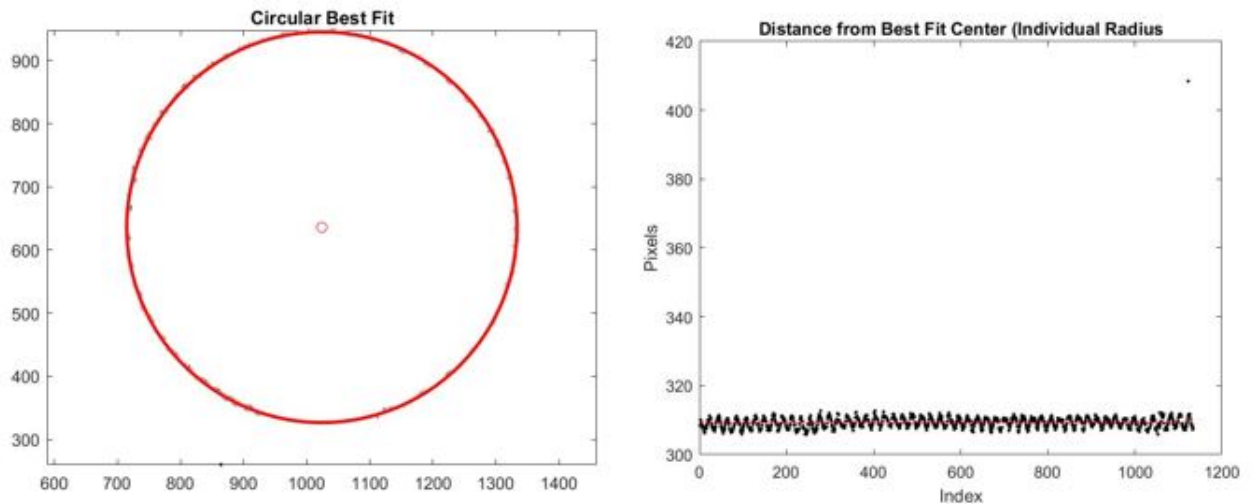 Circular Best Fit
900
800
700
600
500
400
300
600 700 800 900 1000 1100 1200 1300 1400
Distance from Best Fit Center (Individual Radius
420
400
380
360
340
320
300
Pixels
0 200 400 600 800 1000 1200
Index